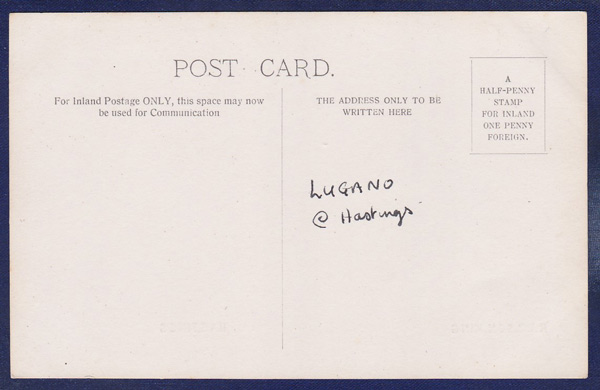 POST CARD.
For Inland Postage ONLY, this space may now
be used for Communication
THE ADDRESS ONLY TO BE
WRITTEN HERE
A
HALF-PENNY
STAMP
FOR INLAND
ONE PENNY
FOREIGN.
LUGANO
@ Hastings